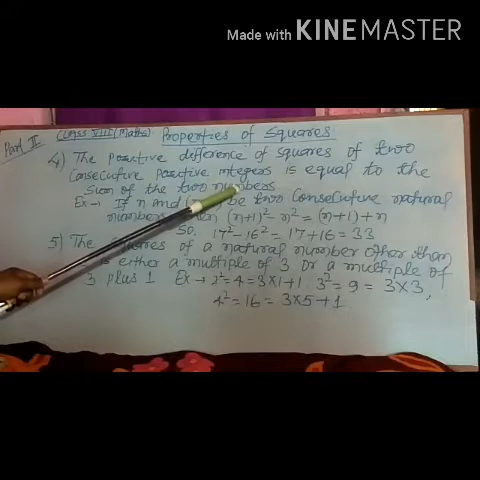 Made with KINEMASTER
Part II
Class VIII (Maths) Properties of Squares
4) The positive difference of squares of two
consecutive positive integers is equal to the
sum of the two numbers
Ex→ If n and be two consecutive natural
numbers (n+1)² n² = (n+1) + n
So, 17² - 16² = 17 + 16 = 33
5) The squares of a natural number other than
is either a multiple of 3 or a multiple of
3 plus 1 Ex → 2² = 4 = 3×1+1, 3² = 9 = 3×3,
4² = 16 = 3×5+1